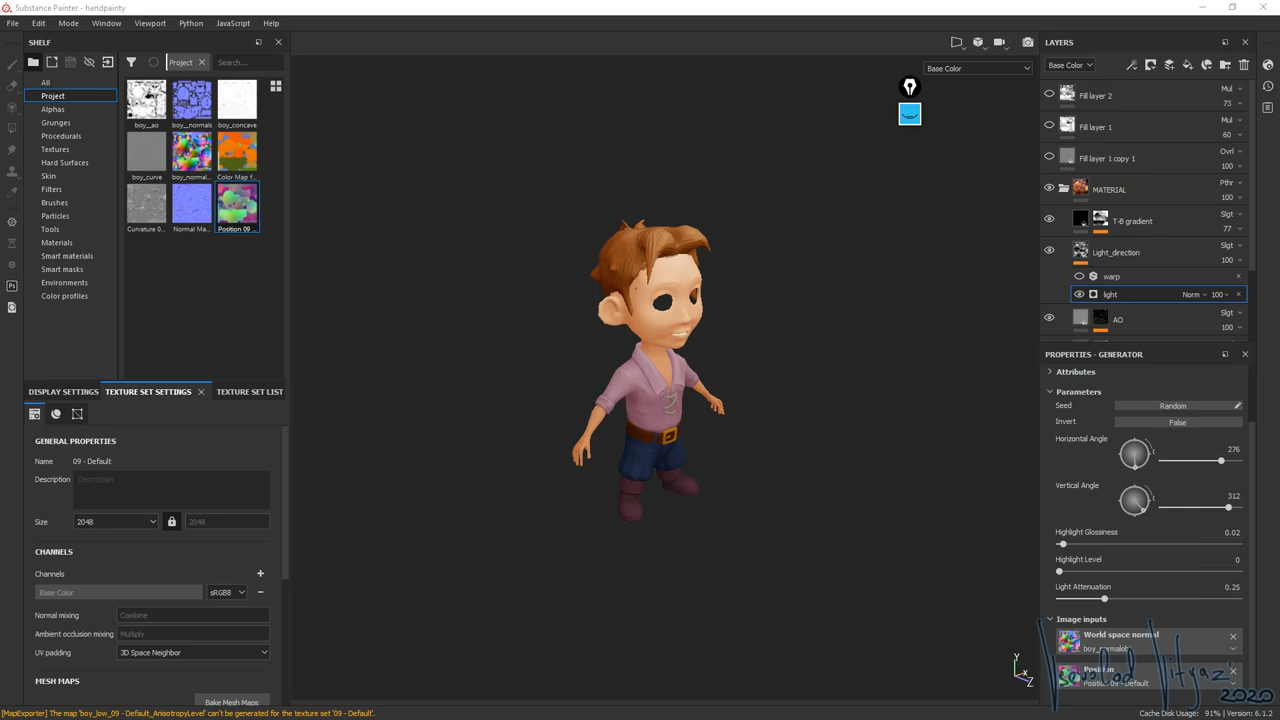 Substance Painter - handpainty
File Edit Mode Window Viewport Python JavaScript Help
SHELF
Project
Search...
All
Project
Alphas
Grunges
Procedurals
Textures
Hard Surfaces
Skin
Filters
Brushes
Particles
Tools
Materials
Smart materials
Smart masks
Environments
Color profiles
boy__ao boy__normals boy_concave
boy_curve boy_normal... Color Map f...
Curvature 0... Normal Ma... Position 09 ...
DISPLAY SETTINGS TEXTURE SET SETTINGS TEXTURE SET LIST
GENERAL PROPERTIES
Name 09 - Default
Description Description
Size 2048 2048
CHANNELS
Channels
Base Color sRGB8
Normal mixing Combine
Ambient occlusion mixing Multiply
UV padding 3D Space Neighbor
MESH MAPS
Bake Mesh Maps
[MapExporter] The map 'boy_low_09 - Default_AnisotropyLevel' can't be generated for the texture set '09 - Default'.
Base Color
Y
X
Z
LAYERS
Base Color
Fill layer 2 Mul 73
Fill layer 1 Mul 60
Fill layer 1 copy 1 Ovrl 100
MATERIAL Pthr 100
T-B gradient Slgt 77
Light_direction Slgt 100
warp
light Norm 100
AO Slgt 100
PROPERTIES - GENERATOR
Attributes
Parameters
Seed Random
Invert False
Horizontal Angle 276
Vertical Angle 312
Highlight Glossiness 0.02
Highlight Level 0
Light Attenuation 0.25
Image inputs
World space normal
boy_normalob
Position
Position 09 - Default
2020
Cache Disk Usage: 91% | Version: 6.1.2
Ps